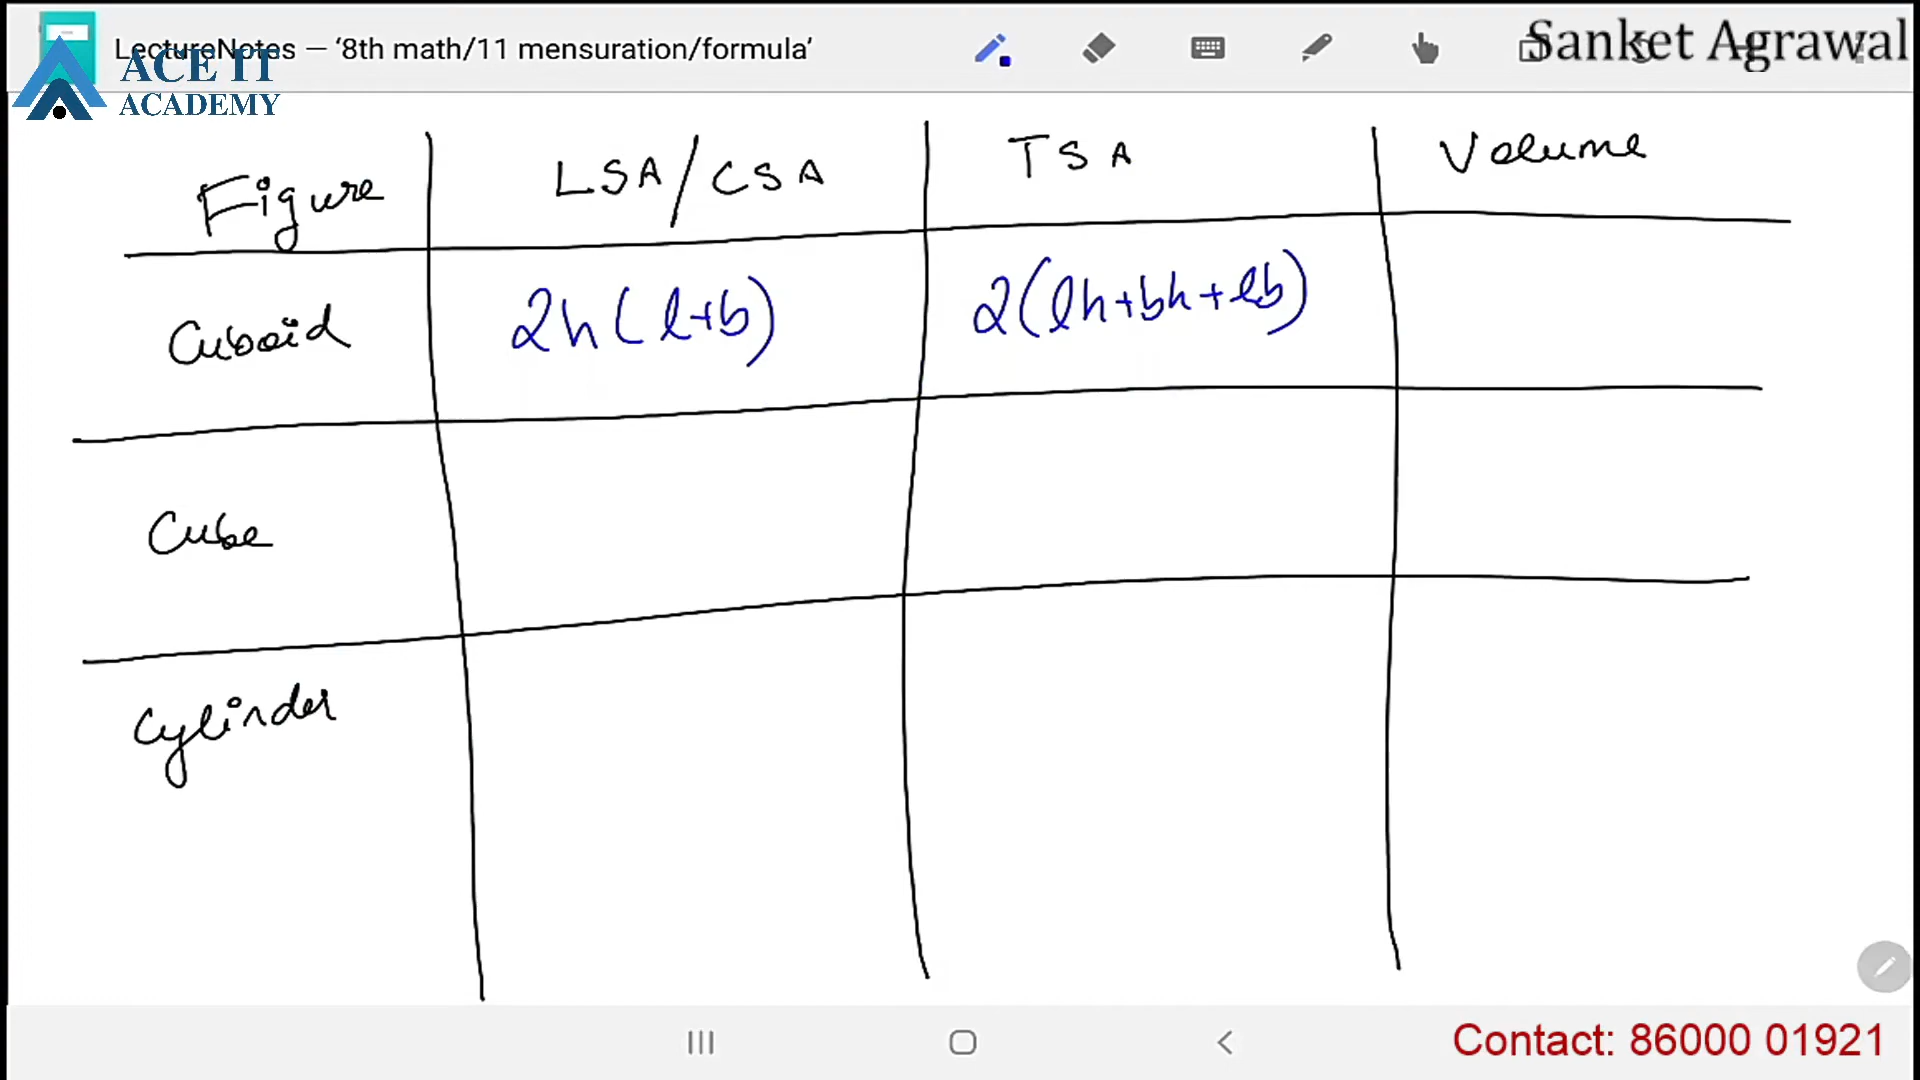 LectureNotes – ‘8th math/11 mensuration/formula’
Sanket Agrawal
ACE IT
ACADEMY
Figure LSA/CSA TSA Volume
Cuboid 2h(l+b) 2(lh+bh+lb)
Cube
Cylinder
Contact: 86000 01921